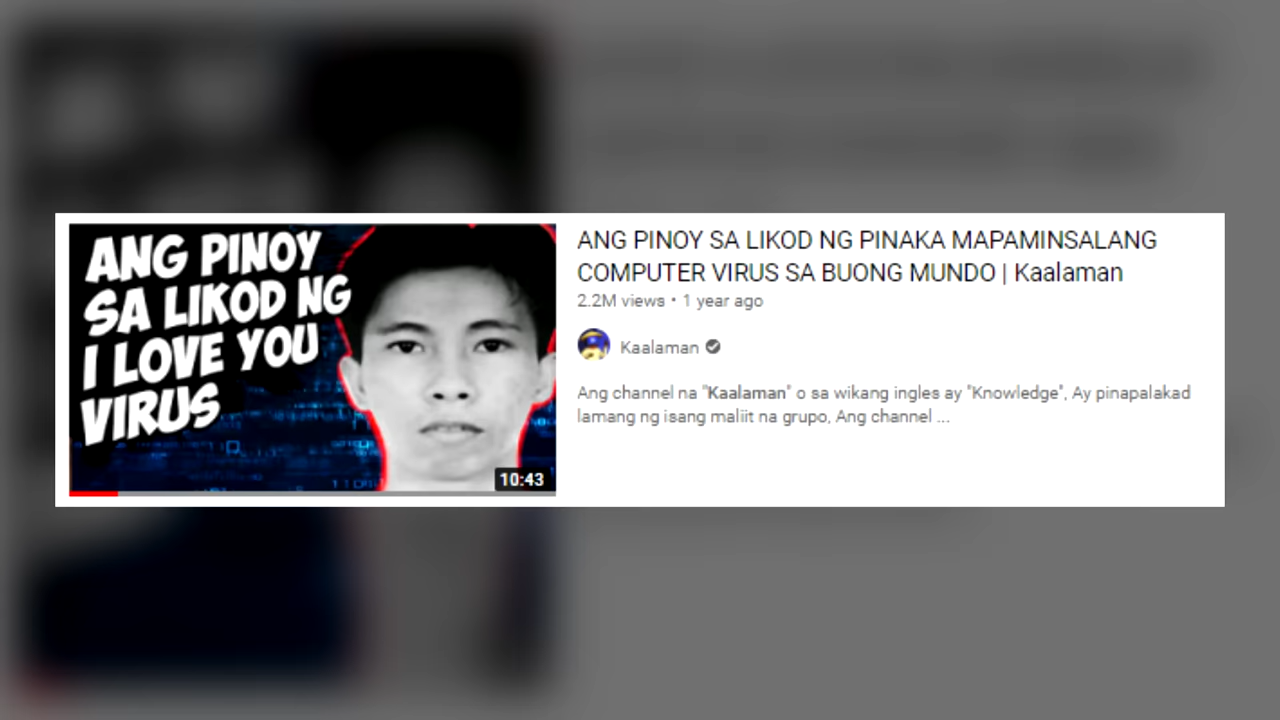 ANG PINOY
SA LIKOD NG
I LOVE YOU
VIRUS
10:43
ANG PINOY SA LIKOD NG PINAKA MAPAMINSALANG
COMPUTER VIRUS SA BUONG MUNDO | Kaalaman
2.2M views • 1 year ago
Kaalaman
Ang channel na "Kaalaman" o sa wikang ingles ay "Knowledge", Ay pinapalakad
lamang ng isang maliit na grupo, Ang channel ...